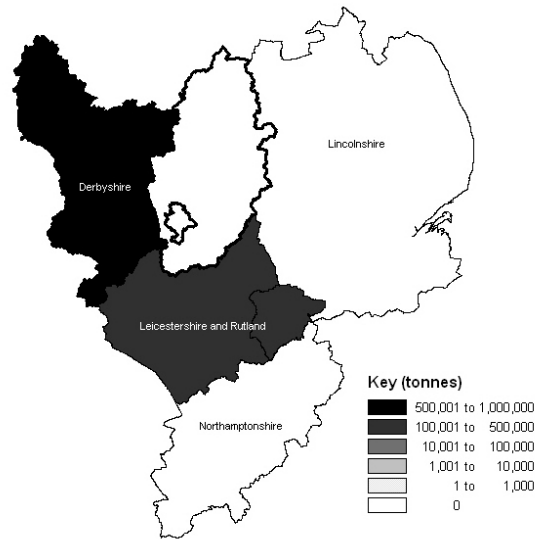 Lincolnshire
Derbyshire
Leicestershire and Rutland
Northamptonshire
Key (tonnes)
500,001 to 1,000,000
100,001 to 500,000
10,001 to 100,000
1,001 to 10,000
1 to 1,000
0